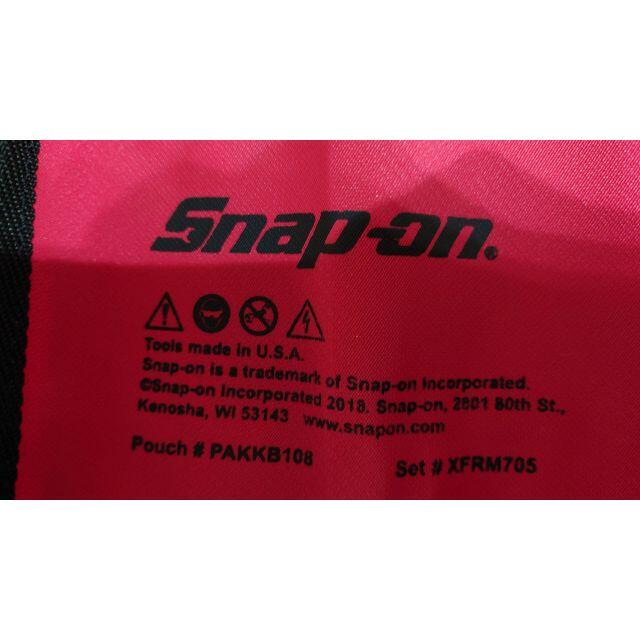 Snap-on®
Tools made in U.S.A.
Snap-on is a trademark of Snap-on Incorporated.
©Snap-on Incorporated 2018. Snap-on, 2801 80th St.,
Kenosha, WI 53143 www.snapon.com
Pouch # PAKKB108 Set # XFRM705